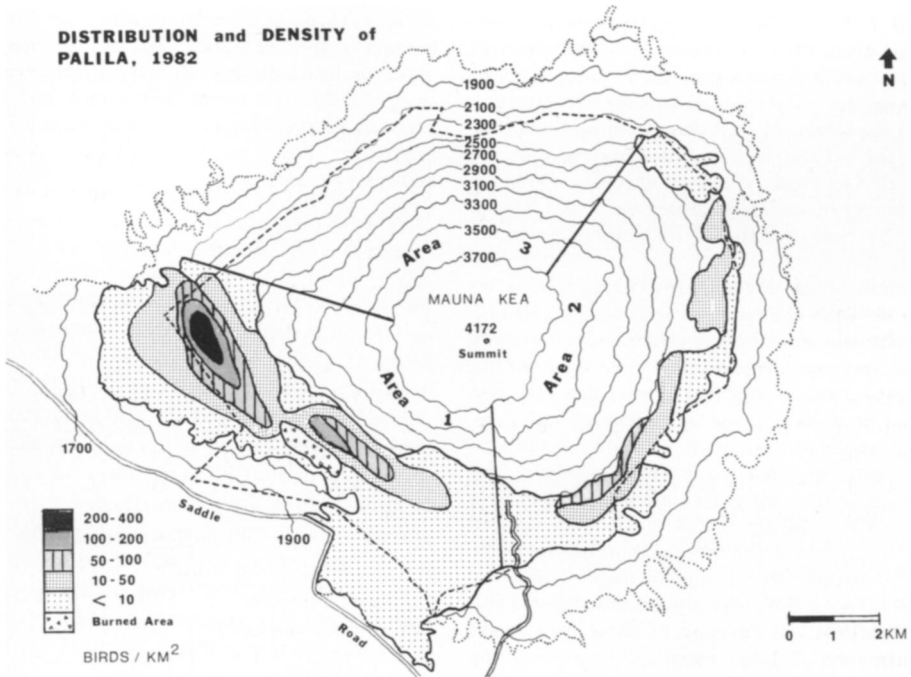 DISTRIBUTION and DENSITY of
PALILA, 1982
N
1900
2100
2300
2500
2700
2900
3100
3300
3500
3700
Area 3
MAUNA KEA
4172
Summit
Area 2
Area 1
1700
Saddle
1900
Road
200-400
100-200
50-100
10-50
< 10
Burned Area
BIRDS / KM²
0 1 2KM